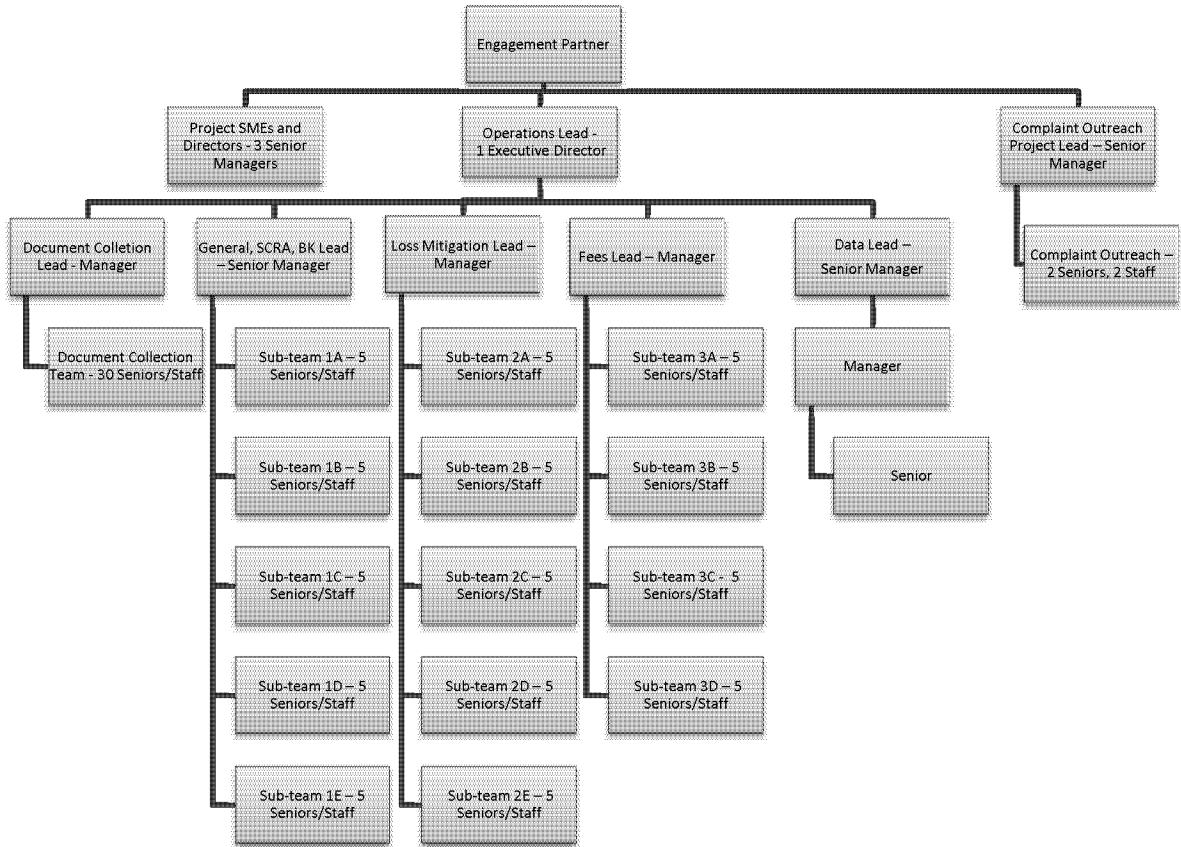 Engagement Partner
Project SMEs and
Directors - 3 Senior
Managers
Operations Lead -
1 Executive Director
Complaint Outreach
Project Lead – Senior
Manager
Document Colletion
Lead - Manager
General, SCRA, BK Lead
– Senior Manager
Loss Mitigation Lead –
Manager
Fees Lead – Manager
Data Lead –
Senior Manager
Complaint Outreach –
2 Seniors, 2 Staff
Document Collection
Team - 30 Seniors/Staff
Sub-team 1A – 5
Seniors/Staff
Sub-team 2A – 5
Seniors/Staff
Sub-team 3A – 5
Seniors/Staff
Manager
Sub-team 1B – 5
Seniors/Staff
Sub-team 2B – 5
Seniors/Staff
Sub-team 3B – 5
Seniors/Staff
Senior
Sub-team 1C – 5
Seniors/Staff
Sub-team 2C – 5
Seniors/Staff
Sub-team 3C - 5
Seniors/Staff
Sub-team 1D – 5
Seniors/Staff
Sub-team 2D – 5
Seniors/Staff
Sub-team 3D – 5
Seniors/Staff
Sub-team 1E – 5
Seniors/Staff
Sub-team 2E – 5
Seniors/Staff